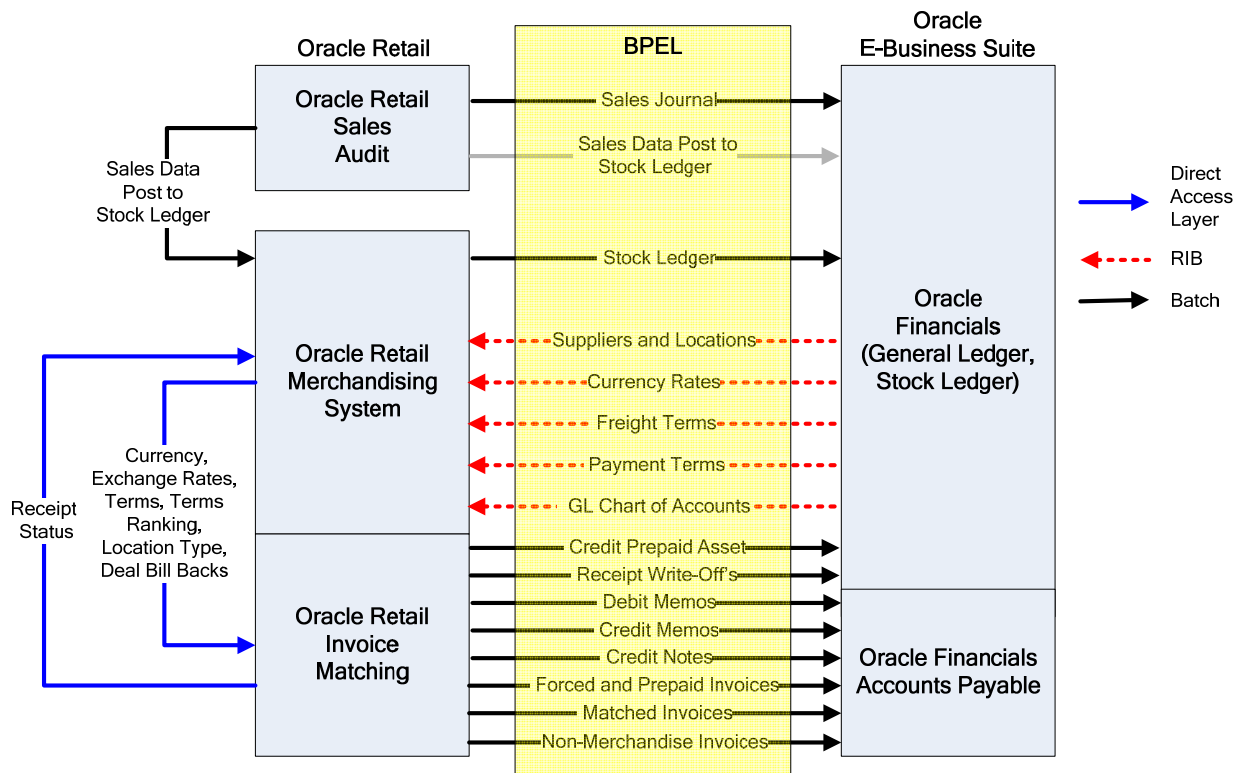 Oracle Retail
BPEL
Oracle
E-Business Suite
Oracle Retail
Sales
Audit
Sales Journal
Sales Data Post to
Stock Ledger
Sales Data
Post to
Stock Ledger
Direct
Access
Layer
RIB
Batch
Stock Ledger
Oracle
Financials
(General Ledger,
Stock Ledger)
Oracle Retail
Merchandising
System
Suppliers and Locations
Currency Rates
Freight Terms
Payment Terms
GL Chart of Accounts
Receipt
Status
Currency,
Exchange Rates,
Terms, Terms
Ranking,
Location Type,
Deal Bill Backs
Oracle Retail
Invoice
Matching
Credit Prepaid Asset
Receipt Write-Off's
Debit Memos
Credit Memos
Credit Notes
Forced and Prepaid Invoices
Matched Invoices
Non-Merchandise Invoices
Oracle Financials
Accounts Payable